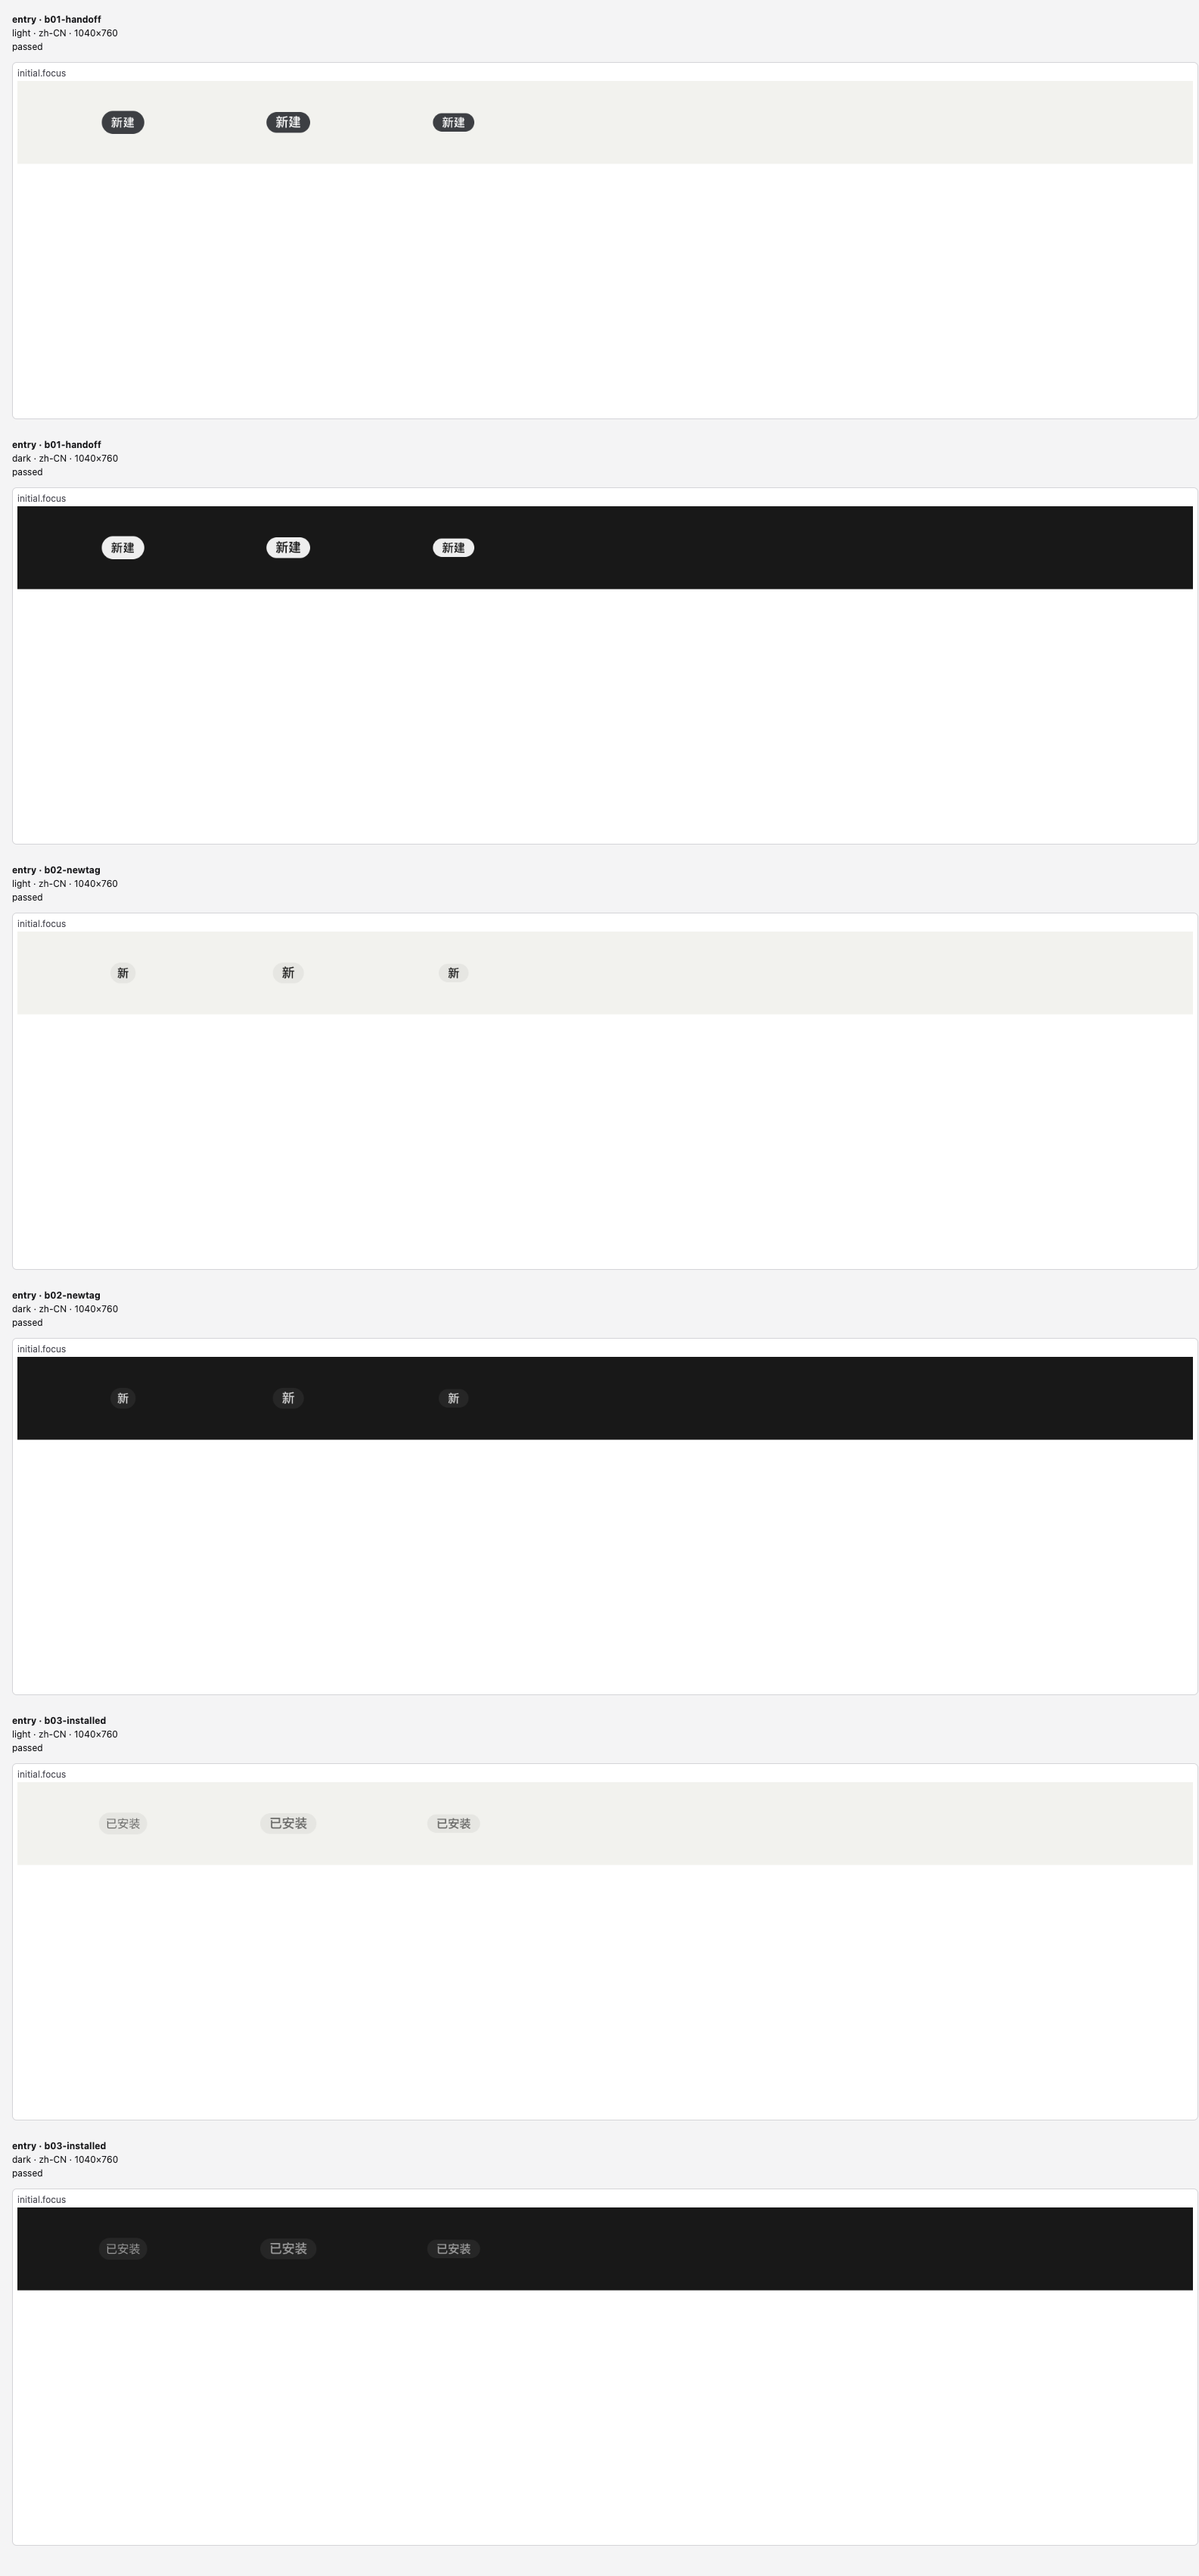 entry · b01-handoff
light · zh-CN · 1040×760
passed
initial.focus
新建 新建 新建
entry · b01-handoff
dark · zh-CN · 1040×760
passed
initial.focus
新建 新建 新建
entry · b02-newtag
light · zh-CN · 1040×760
passed
initial.focus
新 新 新
entry · b02-newtag
dark · zh-CN · 1040×760
passed
initial.focus
新 新 新
entry · b03-installed
light · zh-CN · 1040×760
passed
initial.focus
已安装 已安装 已安装
entry · b03-installed
dark · zh-CN · 1040×760
passed
initial.focus
已安装 已安装 已安装